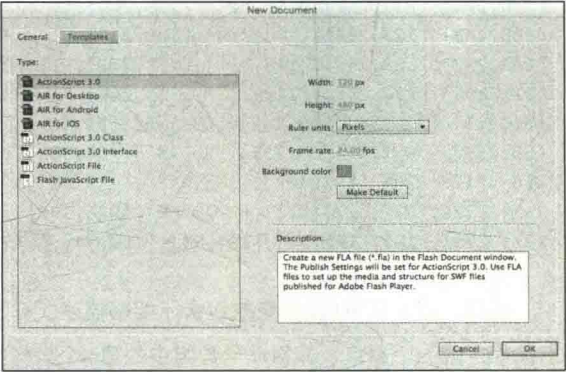 New Document
General Templates
Type:
ActionScript 3.0
AIR for Desktop
AIR for Android
AIR for iOS
ActionScript 3.0 Class
ActionScript 3.0 Interface
ActionScript File
Flash JavaScript File
Width: px
Height: 480 px
Ruler units: Pixels
Frame rate: 24.00 fps
Background color:
Make Default
Description:
Create a new FLA file (*.fla) in the Flash Document window.
The Publish Settings will be set for ActionScript 3.0. Use FLA
files to set up the media and structure for SWF files
published for Adobe Flash Player.
Cancel OK